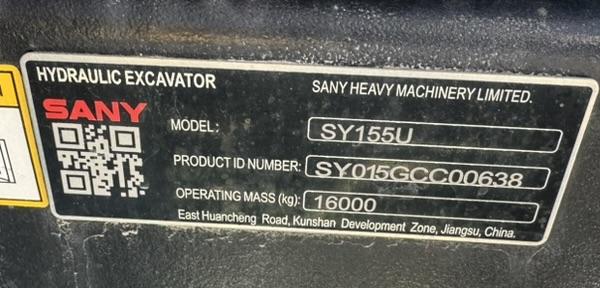 HYDRAULIC EXCAVATOR
SANY HEAVY MACHINERY LIMITED.
SANY
MODEL: SY155U
PRODUCT ID NUMBER: SY015GCC00638
OPERATING MASS (kg): 16000
East Huancheng Road, Kunshan Development Zone, Jiangsu, China.